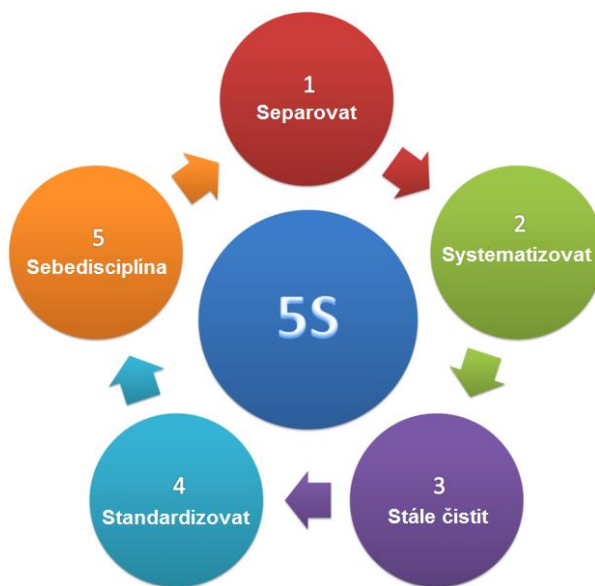 1
Separovat
2
Systematizovat
3
Stále čistit
4
Standardizovat
5
Sebedisciplína
5S